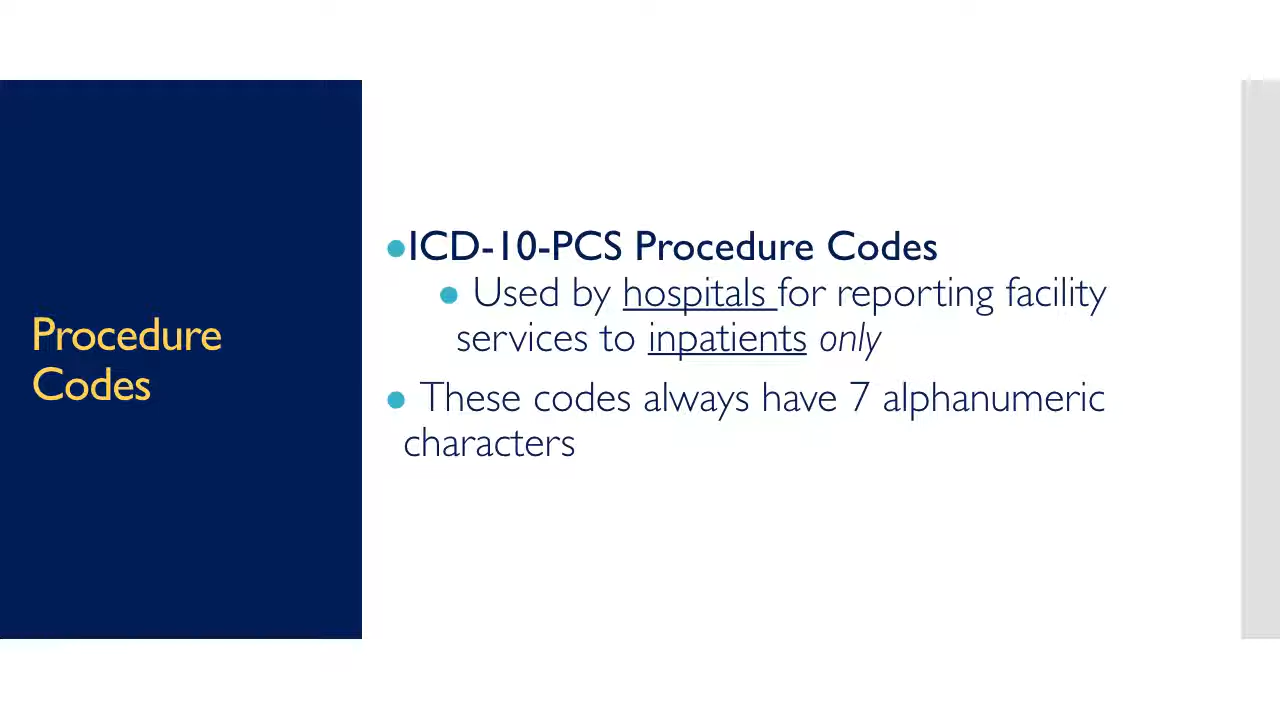 Procedure
Codes
●ICD-10-PCS Procedure Codes
● Used by hospitals for reporting facility
services to inpatients only
● These codes always have 7 alphanumeric
characters